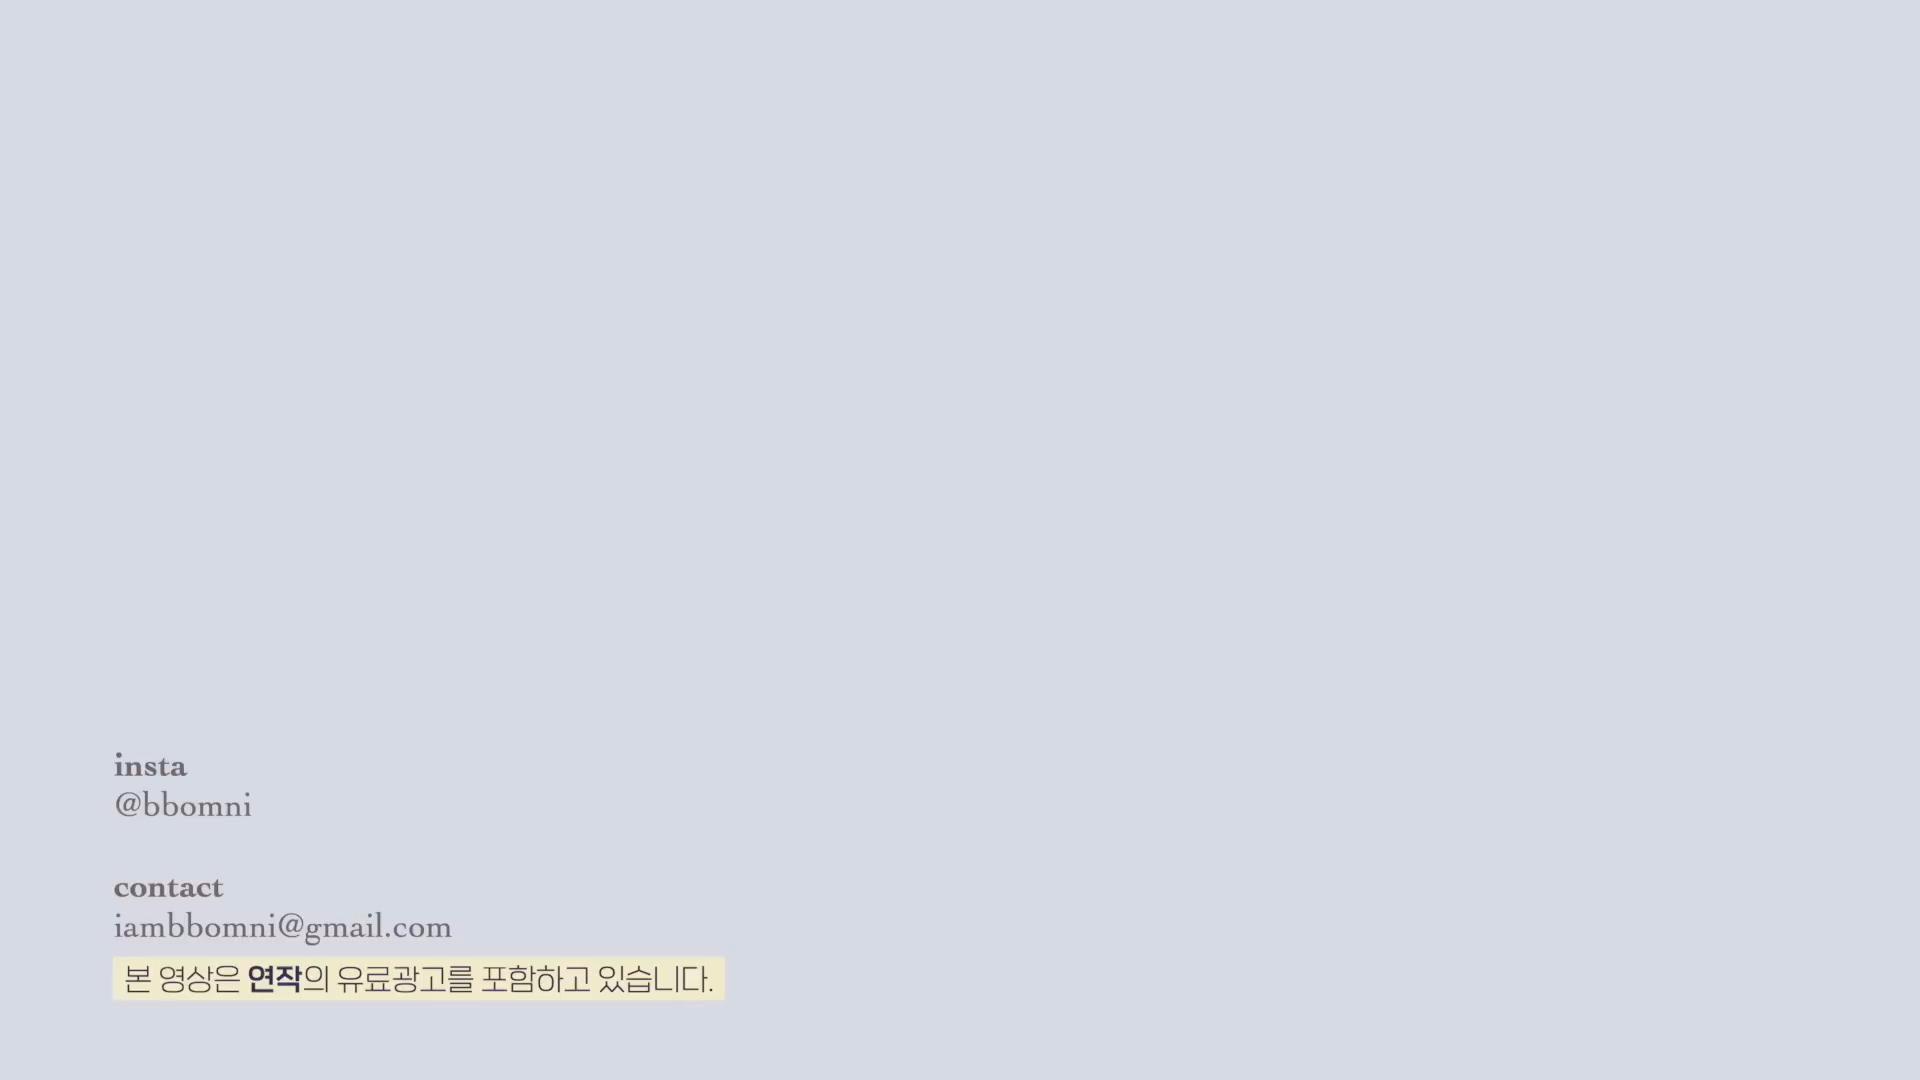 insta
@bbomni
contact
iambbomni@gmail.com
본 영상은 연작의 유료광고를 포함하고 있습니다.